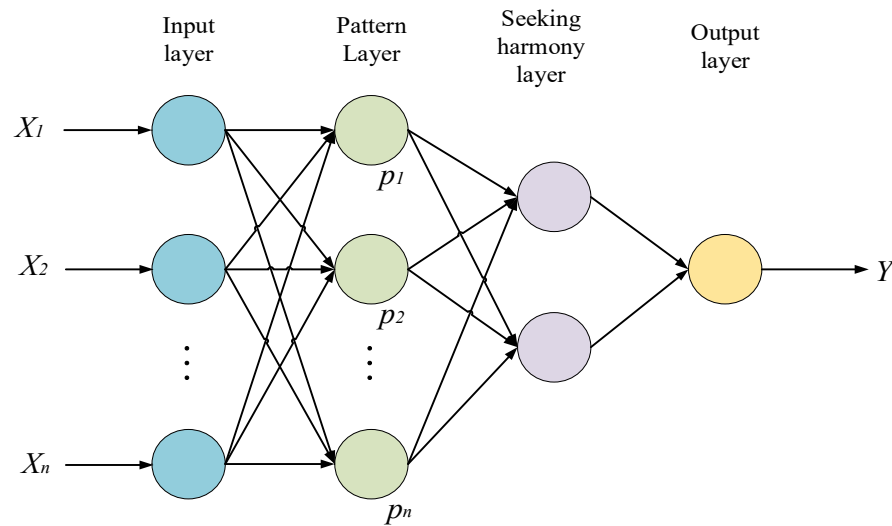 Input
layer
Pattern
Layer
Seeking
harmony
layer
Output
layer
X1
p1
X2
Y
p2
Xn
pn